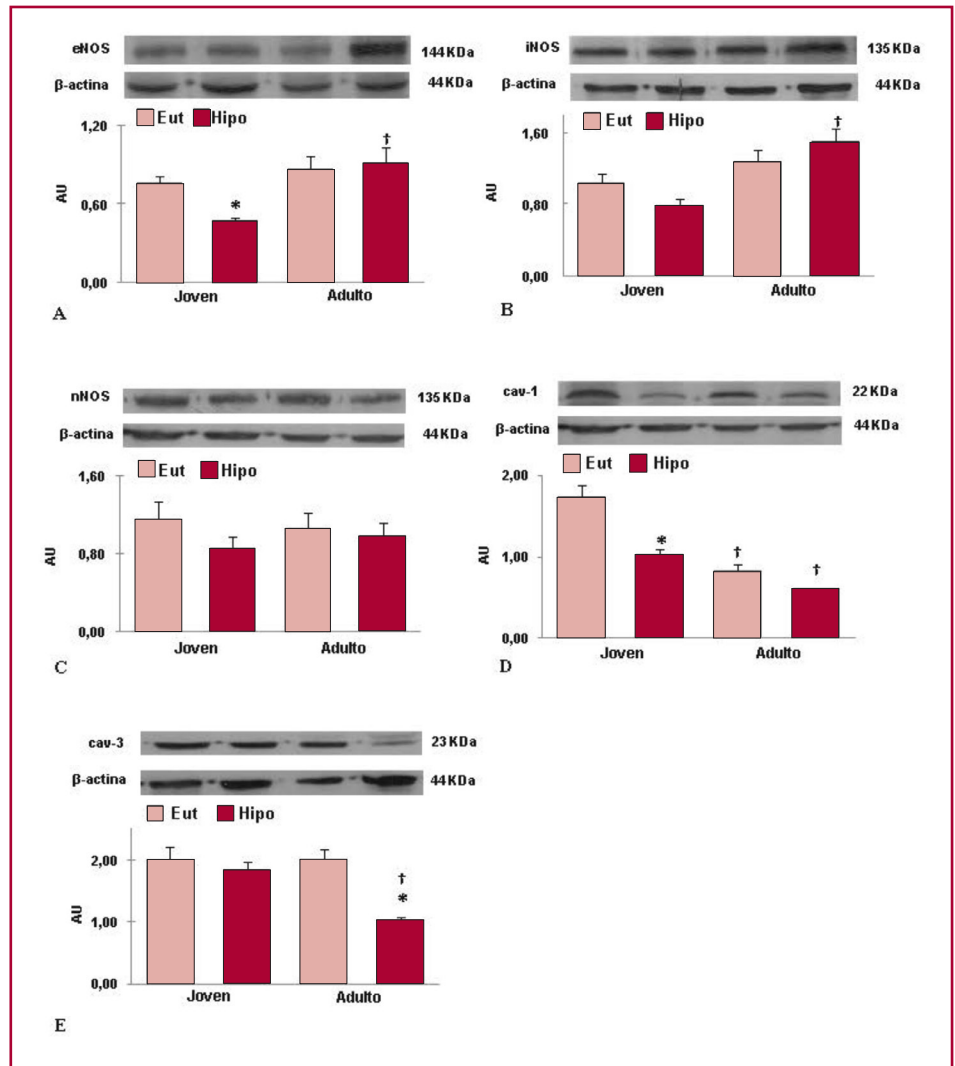 eNOS 144KDa
β-actina 44KDa
Eut Hipo
1,20
†
AU
0,60
*
0,00
Joven Adulto
A
iNOS 135KDa
β-actina 44KDa
Eut Hipo
†
1,60
AU
0,80
0,00
Joven Adulto
B
nNOS 135KDa
β-actina 44KDa
Eut Hipo
1,60
AU
0,80
0,00
Joven Adulto
C
cav-1 22KDa
β-actina 44KDa
Eut Hipo
2,00
AU
1,00
* † †
0,00
Joven Adulto
D
cav-3 23KDa
β-actina 44KDa
Eut Hipo
2,00
†
*
AU
1,00
0,00
Joven Adulto
E